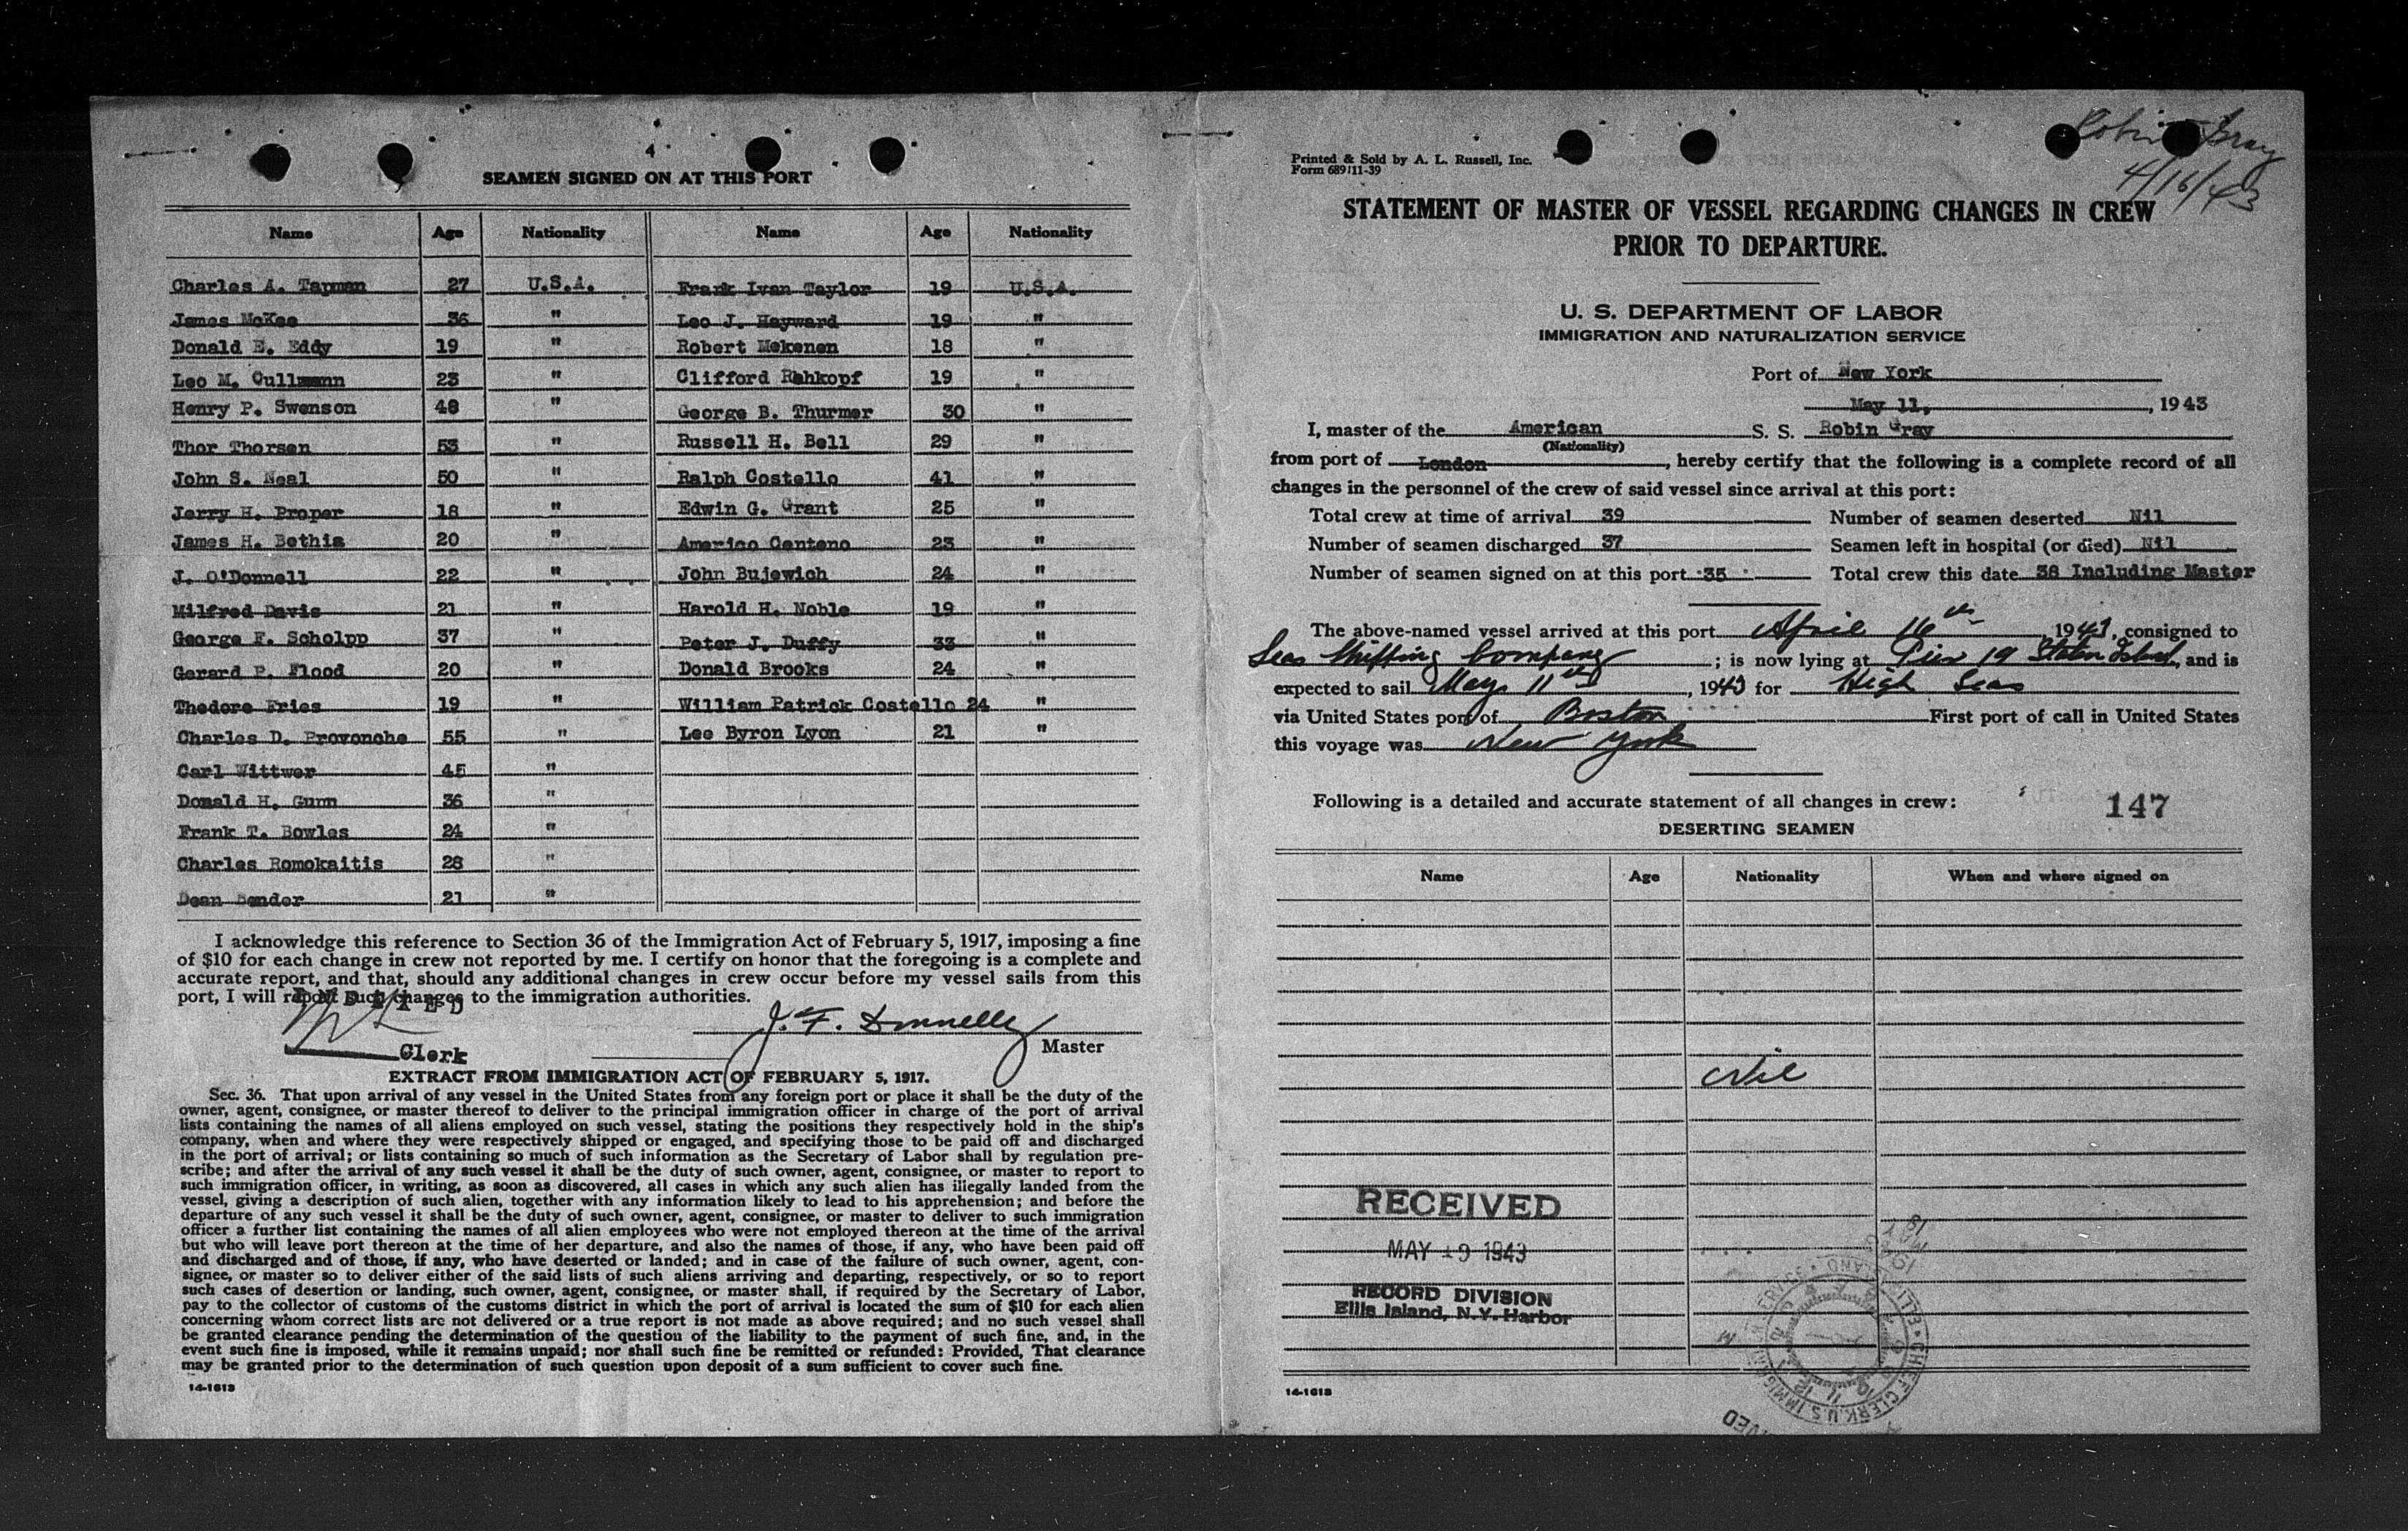 4
SEAMEN SIGNED ON AT THIS PORT
Name Age Nationality Name Age Nationality
Charles A. Tapman 27 U.S.A. Frank Ivan Taylor 19 U.S.A.
James McKee 36 " Leo J. Hayward 19 "
Donald E. Eddy 19 " Robert Mekenen 18 "
Leo M. Cullmann 23 " Clifford Rahkopf 19 "
Henry P. Swenson 48 " George B. Thurmer 30 "
Thor Thorsen 53 " Russell H. Bell 29 "
John S. Neal 50 " Ralph Costello 41 "
Jerry H. Proper 18 " Edwin G. Grant 25 "
James H. Bethia 20 " Americo Centeno 23 "
J. O'Donnell 22 " John Bujewich 24 "
Milfred Davis 21 " Harold H. Noble 19 "
George F. Scholpp 37 " Peter J. Duffy 33 "
Gerard P. Flood 20 " Donald Brooks 24 "
Thedore Fries 19 " William Patrick Costello 24 "
Charles D. Provonche 55 " Lee Byron Lyon 21 "
Carl Wittwer 45 "
Donald H. Gunn 36 "
Frank T. Bowles 24 "
Charles Romokaitis 28 "
Dean Bender 21 "
I acknowledge this reference to Section 36 of the Immigration Act of February 5, 1917, imposing a fine
of $10 for each change in crew not reported by me. I certify on honor that the foregoing is a complete and
accurate report, and that, should any additional changes in crew occur before my vessel sails from this
port, I will report such changes to the immigration authorities.
J. F. Donnelly
Clerk
Master
EXTRACT FROM IMMIGRATION ACT OF FEBRUARY 5, 1917.
Sec. 36. That upon arrival of any vessel in the United States from any foreign port or place it shall be the duty of the
owner, agent, consignee, or master thereof to deliver to the principal immigration officer in charge of the port of arrival
lists containing the names of all aliens employed on such vessel, stating the positions they respectively hold in the ship's
company, when and where they were respectively shipped or engaged, and specifying those to be paid off and discharged
in the port of arrival; or lists containing so much of such information as the Secretary of Labor shall by regulation pre-
scribe; and after the arrival of any such vessel it shall be the duty of such owner, agent, consignee, or master to report to
such immigration officer, in writing, as soon as discovered, all cases in which any such alien has illegally landed from the
vessel, giving a description of such alien, together with any information likely to lead to his apprehension; and before the
departure of any such vessel it shall be the duty of such owner, agent, consignee, or master to deliver to such immigration
officer a further list containing the names of all alien employees who were not employed thereon at the time of the arrival
but who will leave port thereon at the time of her departure, and also the names of those, if any, who have been paid off
and discharged and of those, if any, who have deserted or landed; and in case of the failure of such owner, agent, con-
signee, or master so to deliver either of the said lists of such aliens arriving and departing, respectively, or so to report
such cases of desertion or landing, such owner, agent, consignee, or master shall, if required by the Secretary of Labor,
pay to the collector of customs of the customs district in which the port of arrival is located the sum of $10 for each alien
concerning whom correct lists are not delivered or a true report is not made as above required; and no such vessel shall
be granted clearance pending the determination of the question of the liability to the payment of such fine, and, in the
event such fine is imposed, while it remains unpaid; nor shall such fine be remitted or refunded: Provided, That clearance
may be granted prior to the determination of such question upon deposit of a sum sufficient to cover such fine.
14-1613
Robin Gray
4/16/43
Printed & Sold by A. L. Russell, Inc.
Form 689 11-39
STATEMENT OF MASTER OF VESSEL REGARDING CHANGES IN CREW
PRIOR TO DEPARTURE.
U. S. DEPARTMENT OF LABOR
IMMIGRATION AND NATURALIZATION SERVICE
Port of New York
May 11, , 1943
I, master of the American S. S. Robin Gray
(Nationality)
from port of London , hereby certify that the following is a complete record of all
changes in the personnel of the crew of said vessel since arrival at this port:
Total crew at time of arrival 39 Number of seamen deserted Nil
Number of seamen discharged 37 Seamen left in hospital (or died) Nil
Number of seamen signed on at this port 35 Total crew this date 38 Including Master
The above-named vessel arrived at this port April 16th 1943, consigned to
Seas Shipping Company ; is now lying at Pier 19 Staten Island, and is
expected to sail May 11th , 1943 for High Seas
via United States port of Boston First port of call in United States
this voyage was New York
Following is a detailed and accurate statement of all changes in crew:
147
DESERTING SEAMEN
Name Age Nationality When and where signed on
Nil
RECEIVED
MAY 19 1943
RECORD DIVISION
Ellis Island, N.Y. Harbor
CHIEF CLERK U.S. IMMIG
14-1613